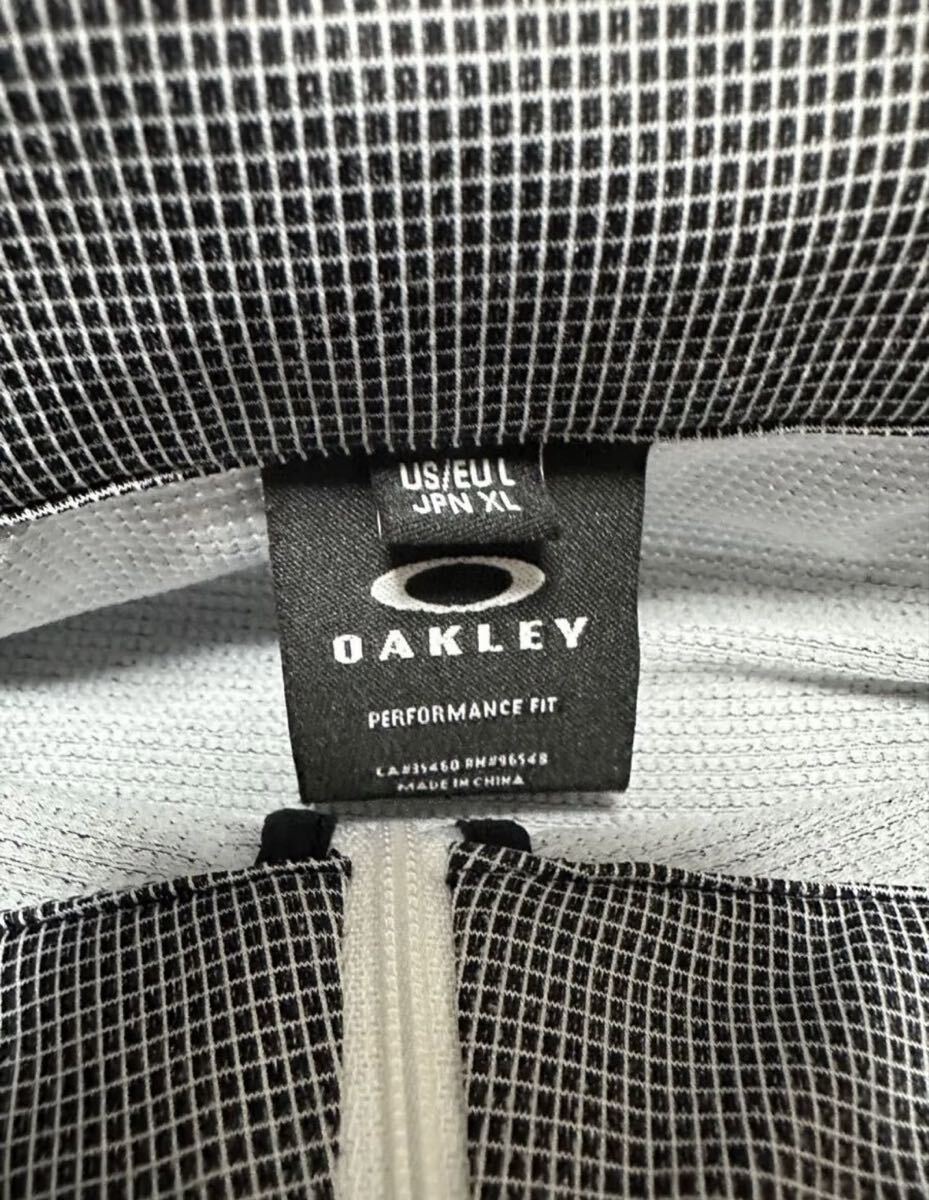 US/EU L
JPN XL
OAKLEY
PERFORMANCE FIT
CA#35460 RN#96548
MADE IN CHINA